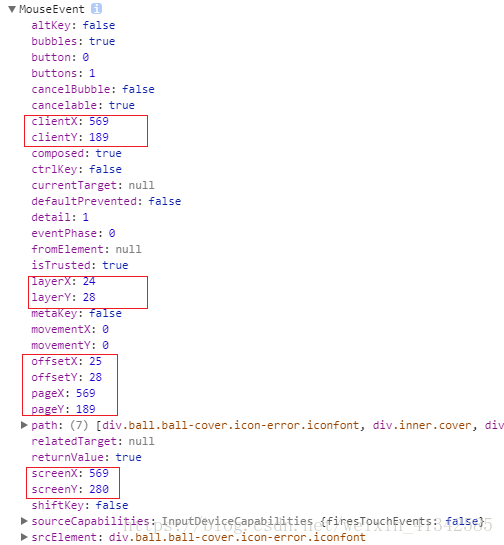 ▼MouseEvent i
altKey: false
bubbles: true
button: 0
buttons: 1
cancelBubble: false
cancelable: true
clientX: 569
clientY: 189
composed: true
ctrlKey: false
currentTarget: null
defaultPrevented: false
detail: 1
eventPhase: 0
fromElement: null
isTrusted: true
layerX: 24
layerY: 28
metaKey: false
movementX: 0
movementY: 0
offsetX: 25
offsetY: 28
pageX: 569
pageY: 189
▶path: (7) [div.ball.ball-cover.icon-error.iconfont, div.inner.cover, div
relatedTarget: null
returnValue: true
screenX: 569
screenY: 280
shiftKey: false
▶sourceCapabilities: InputDeviceCapabilities {firesTouchEvents: false}
▶srcElement: div.ball.ball-cover.icon-error.iconfont